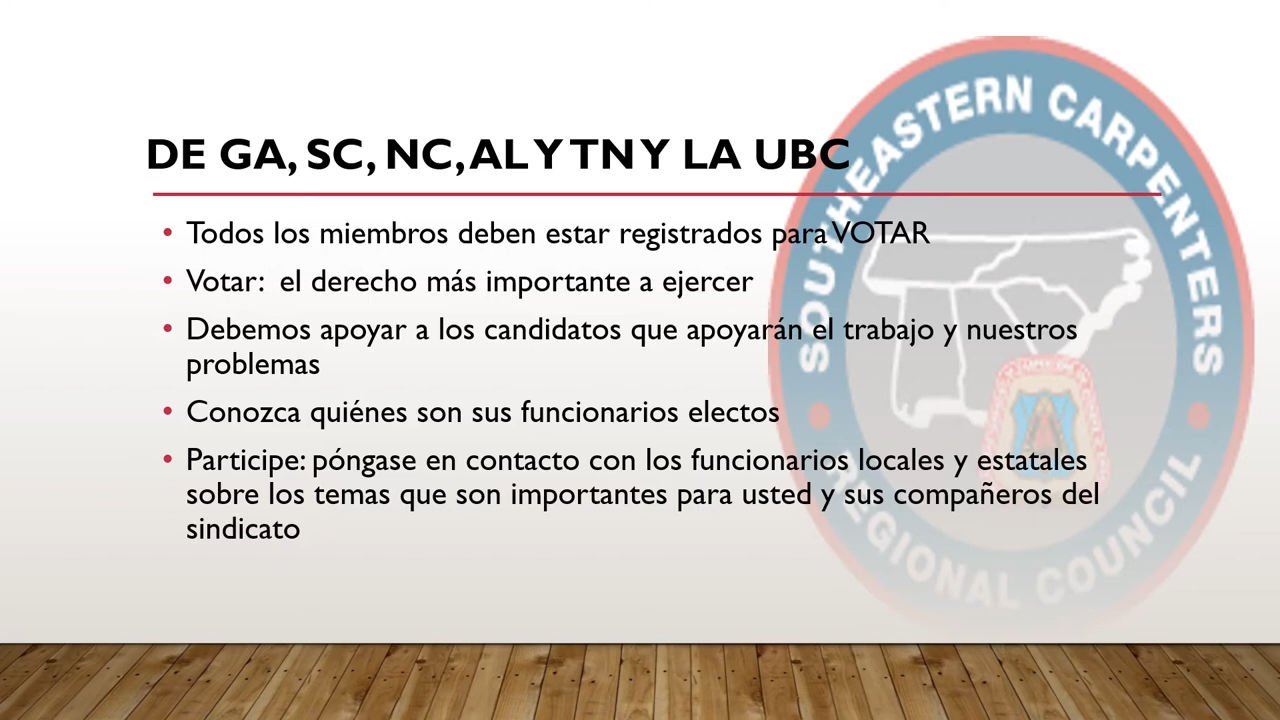 DE GA, SC, NC, AL Y TN Y LA UBC
• Todos los miembros deben estar registrados para VOTAR
• Votar:  el derecho más importante a ejercer
• Debemos apoyar a los candidatos que apoyarán el trabajo y nuestros
problemas
• Conozca quiénes son sus funcionarios electos
• Participe: póngase en contacto con los funcionarios locales y estatales
sobre los temas que son importantes para usted y sus compañeros del
sindicato
SOUTHEASTERN CARPENTERS
REGIONAL COUNCIL